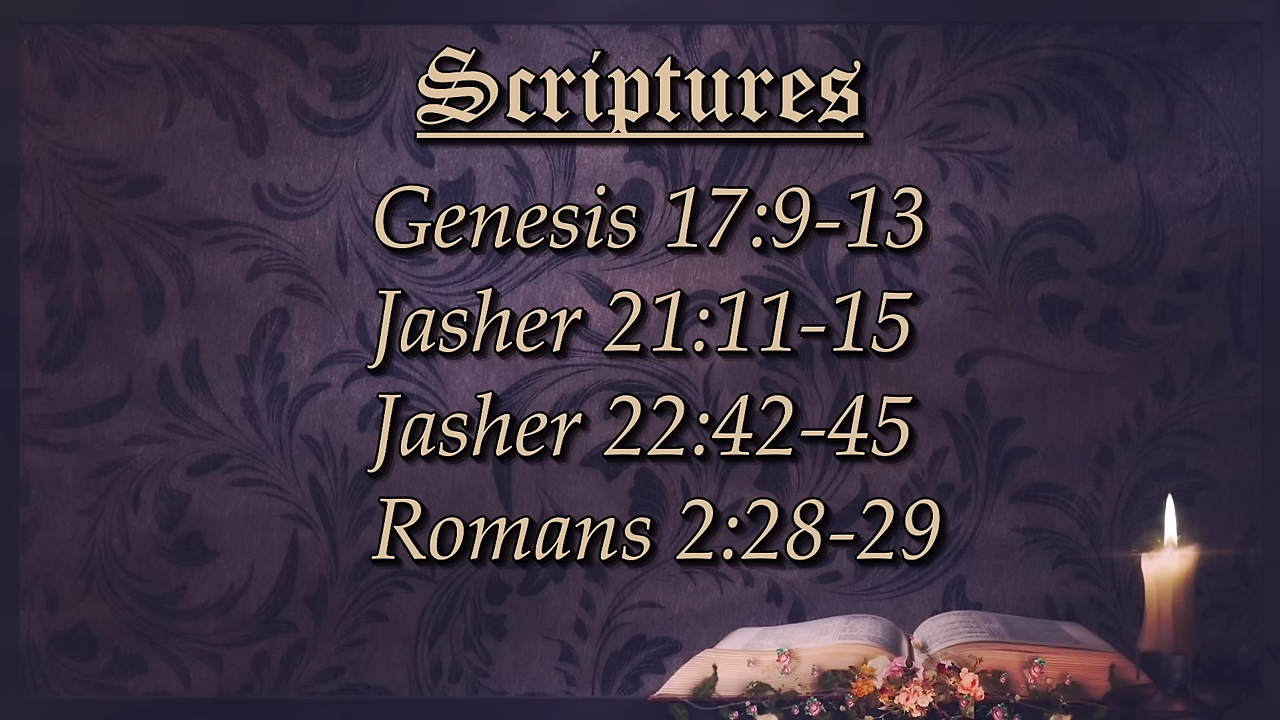 Scriptures
Genesis 17:9-13
Jasher 21:11-15
Jasher 22:42-45
Romans 2:28-29